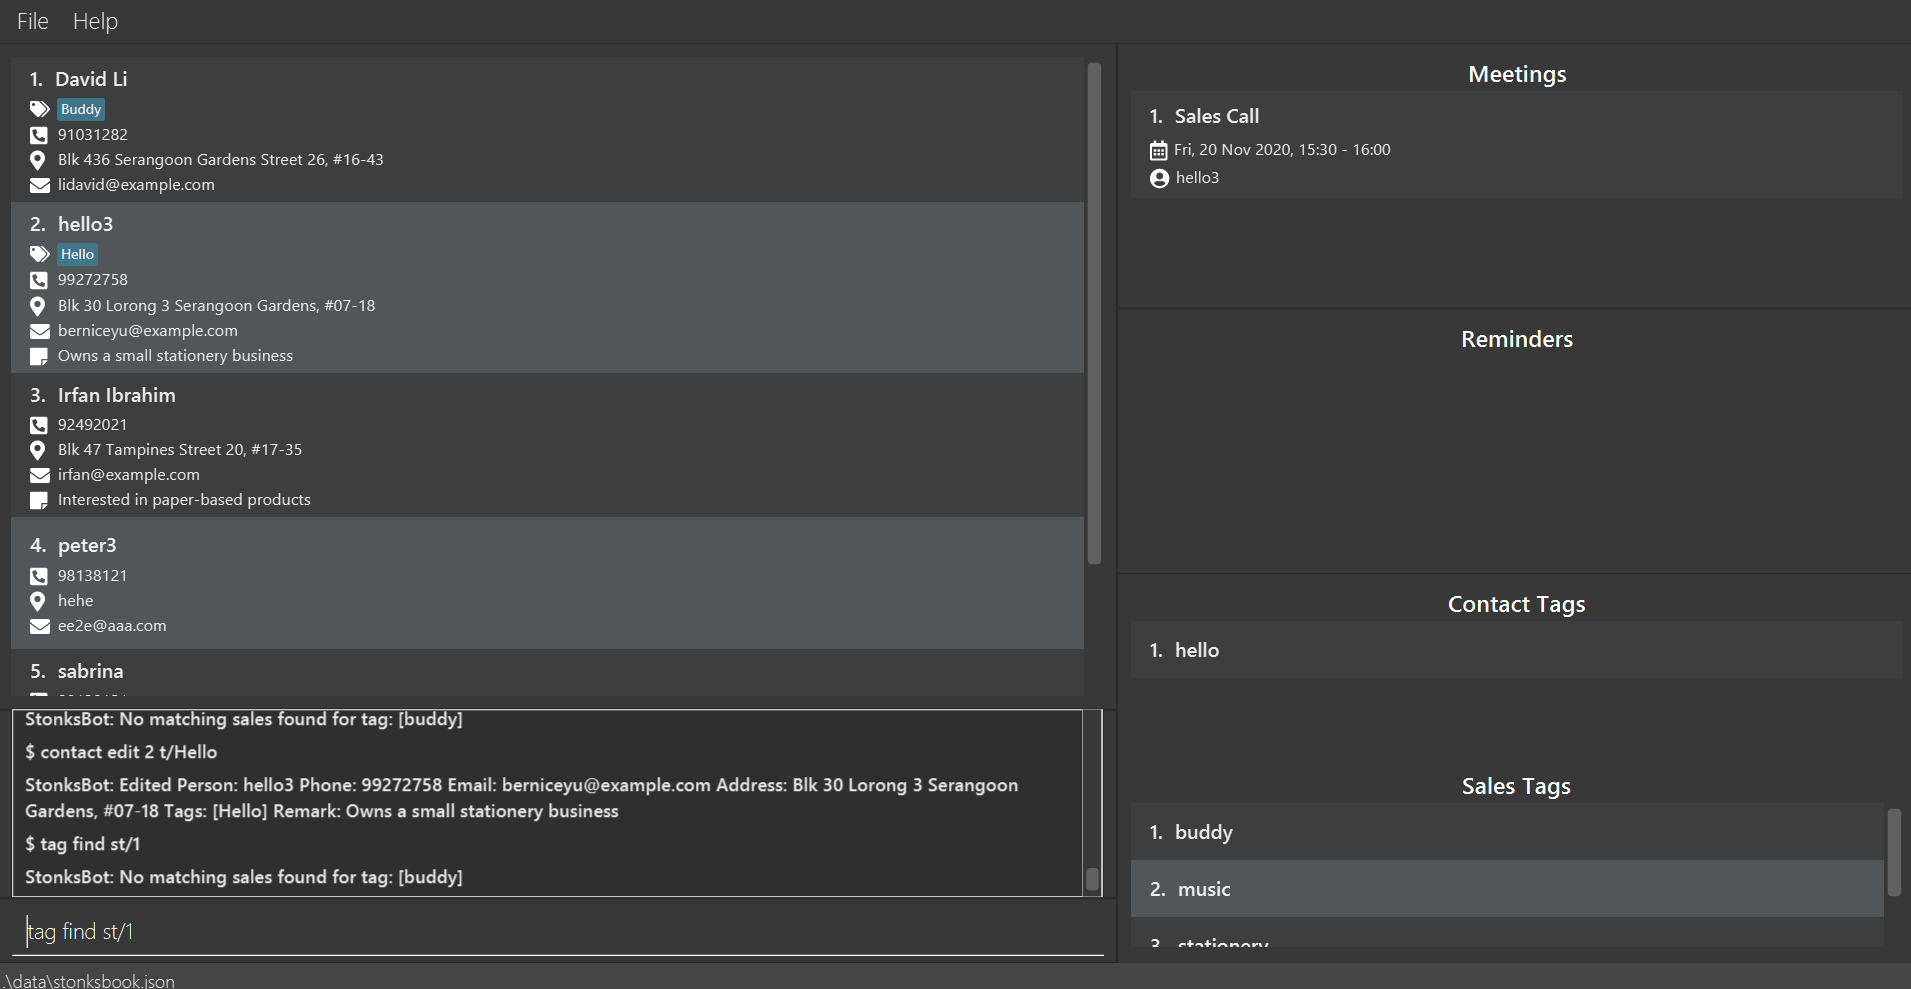 File Help
1. David Li
Buddy
91031282
Blk 436 Serangoon Gardens Street 26, #16-43
lidavid@example.com
2. hello3
Hello
99272758
Blk 30 Lorong 3 Serangoon Gardens, #07-18
berniceyu@example.com
Owns a small stationery business
3. Irfan Ibrahim
92492021
Blk 47 Tampines Street 20, #17-35
irfan@example.com
Interested in paper-based products
4. peter3
98138121
hehe
ee2e@aaa.com
5. sabrina
StonksBot: No matching sales found for tag: [buddy]
$ contact edit 2 t/Hello
StonksBot: Edited Person: hello3 Phone: 99272758 Email: berniceyu@example.com Address: Blk 30 Lorong 3 Serangoon
Gardens, #07-18 Tags: [Hello] Remark: Owns a small stationery business
$ tag find st/1
StonksBot: No matching sales found for tag: [buddy]
tag find st/1
.\data\stonksbook.json
Meetings
1. Sales Call
Fri, 20 Nov 2020, 15:30 - 16:00
hello3
Reminders
Contact Tags
1. hello
Sales Tags
1. buddy
2. music
3. stationery